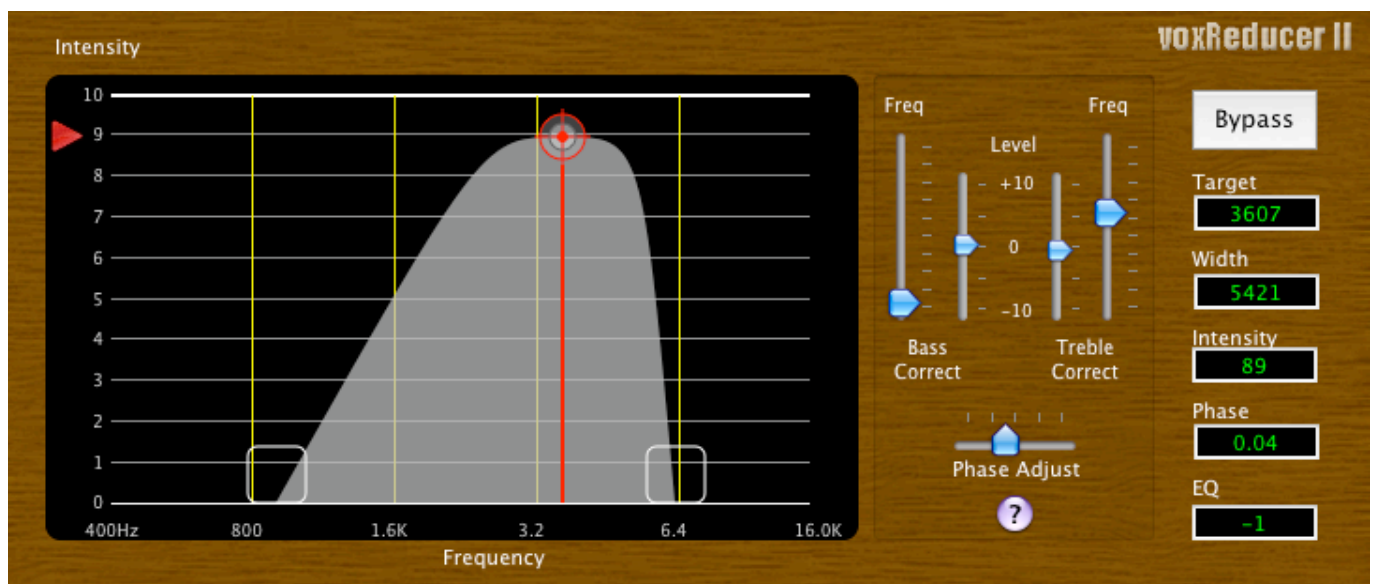 voxReducer II
Intensity
10
9
8
7
6
5
4
3
2
1
0
400Hz 800 1.6K 3.2 6.4 16.0K
Frequency
Freq Freq
Level
+10
0
-10
Bass
Correct
Treble
Correct
Phase Adjust
?
Bypass
Target
3607
Width
5421
Intensity
89
Phase
0.04
EQ
-1